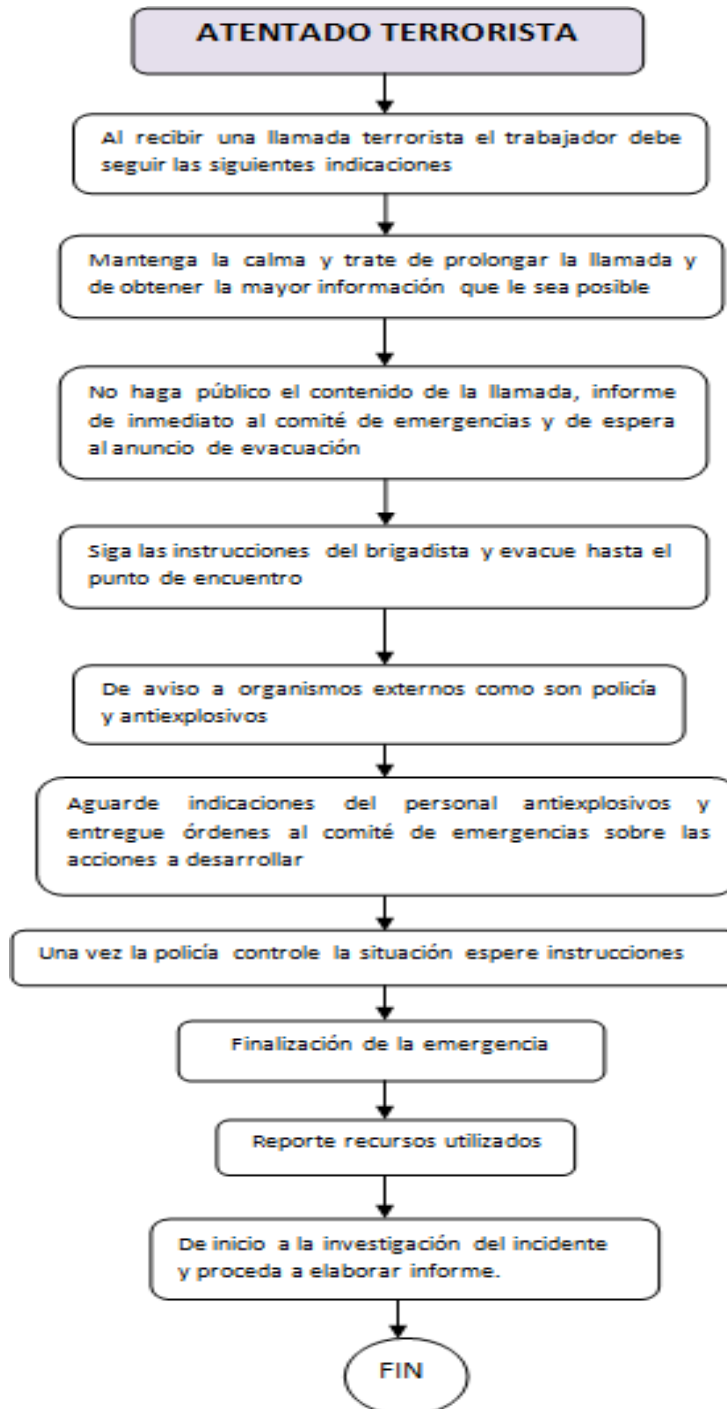 ATENTADO TERRORISTA
Al recibir una llamada terrorista el trabajador debe
seguir las siguientes indicaciones
Mantenga la calma y trate de prolongar la llamada y
de obtener la mayor información que le sea posible
No haga público el contenido de la llamada, informe
de inmediato al comité de emergencias y de espera
al anuncio de evacuación
Siga las instrucciones del brigadista y evacue hasta el
punto de encuentro
De aviso a organismos externos como son policía
y antiexplosivos
Aguarde indicaciones del personal antiexplosivos y
entregue órdenes al comité de emergencias sobre las
acciones a desarrollar
Una vez la policía controle la situación espere instrucciones
Finalización de la emergencia
Reporte recursos utilizados
De inicio a la investigación del incidente
y proceda a elaborar informe.
FIN